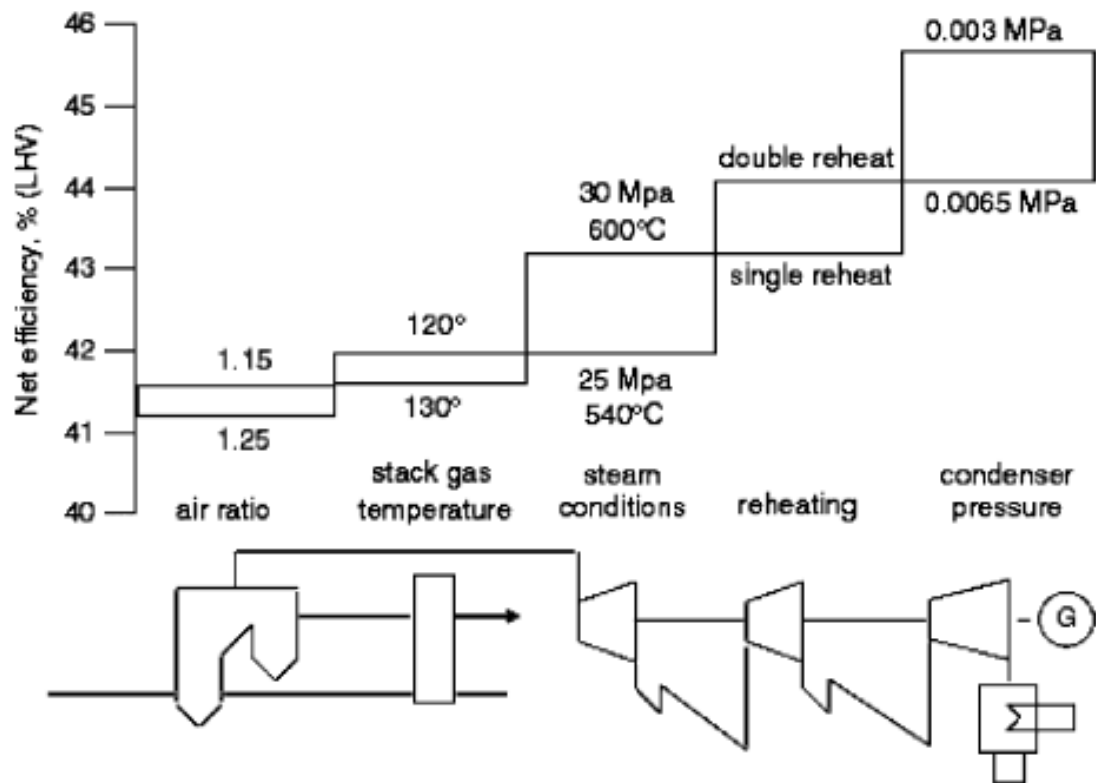 46
45
44
43
42
41
40
Net efficiency, % (LHV)
1.15
1.25
air ratio
120°
130°
stack gas
temperature
30 Mpa
600°C
25 Mpa
540°C
steam
conditions
double reheat
single reheat
reheating
0.003 MPa
0.0065 MPa
condenser
pressure
G